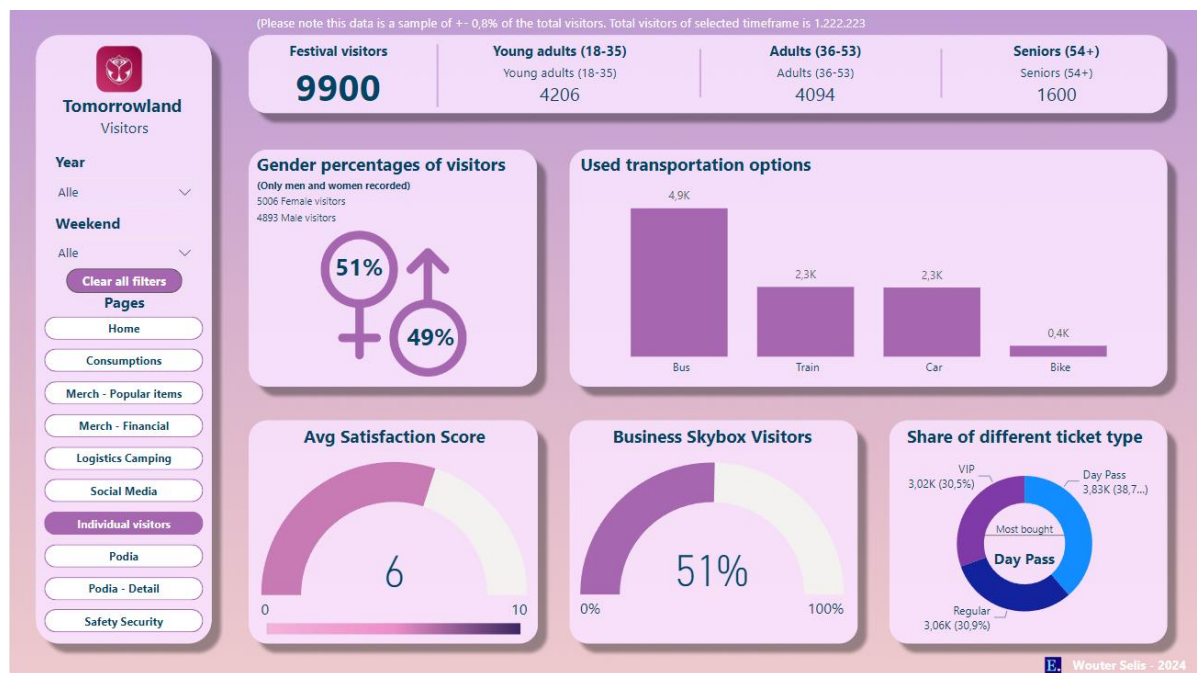 (Please note this data is a sample of +- 0,8% of the total visitors. Total visitors of selected timeframe is 1.222.223
Tomorrowland
Visitors
Year
Alle
Weekend
Alle
Clear all filters
Pages
Home
Consumptions
Merch - Popular items
Merch - Financial
Logistics Camping
Social Media
Individual visitors
Podia
Podia - Detail
Safety Security
Festival visitors
9900
Young adults (18-35)
Young adults (18-35)
4206
Adults (36-53)
Adults (36-53)
4094
Seniors (54+)
Seniors (54+)
1600
Gender percentages of visitors
(Only men and women recorded)
5006 Female visitors
4893 Male visitors
51%
49%
Used transportation options
4,9K
2,3K
2,3K
0,4K
Bus
Train
Car
Bike
Avg Satisfaction Score
6
0
10
Business Skybox Visitors
51%
0%
100%
Share of different ticket type
VIP
3,02K (30,5%)
Day Pass
3,83K (38,7...)
Most bought
Day Pass
Regular
3,06K (30,9%)
E. Wouter Selis - 2024